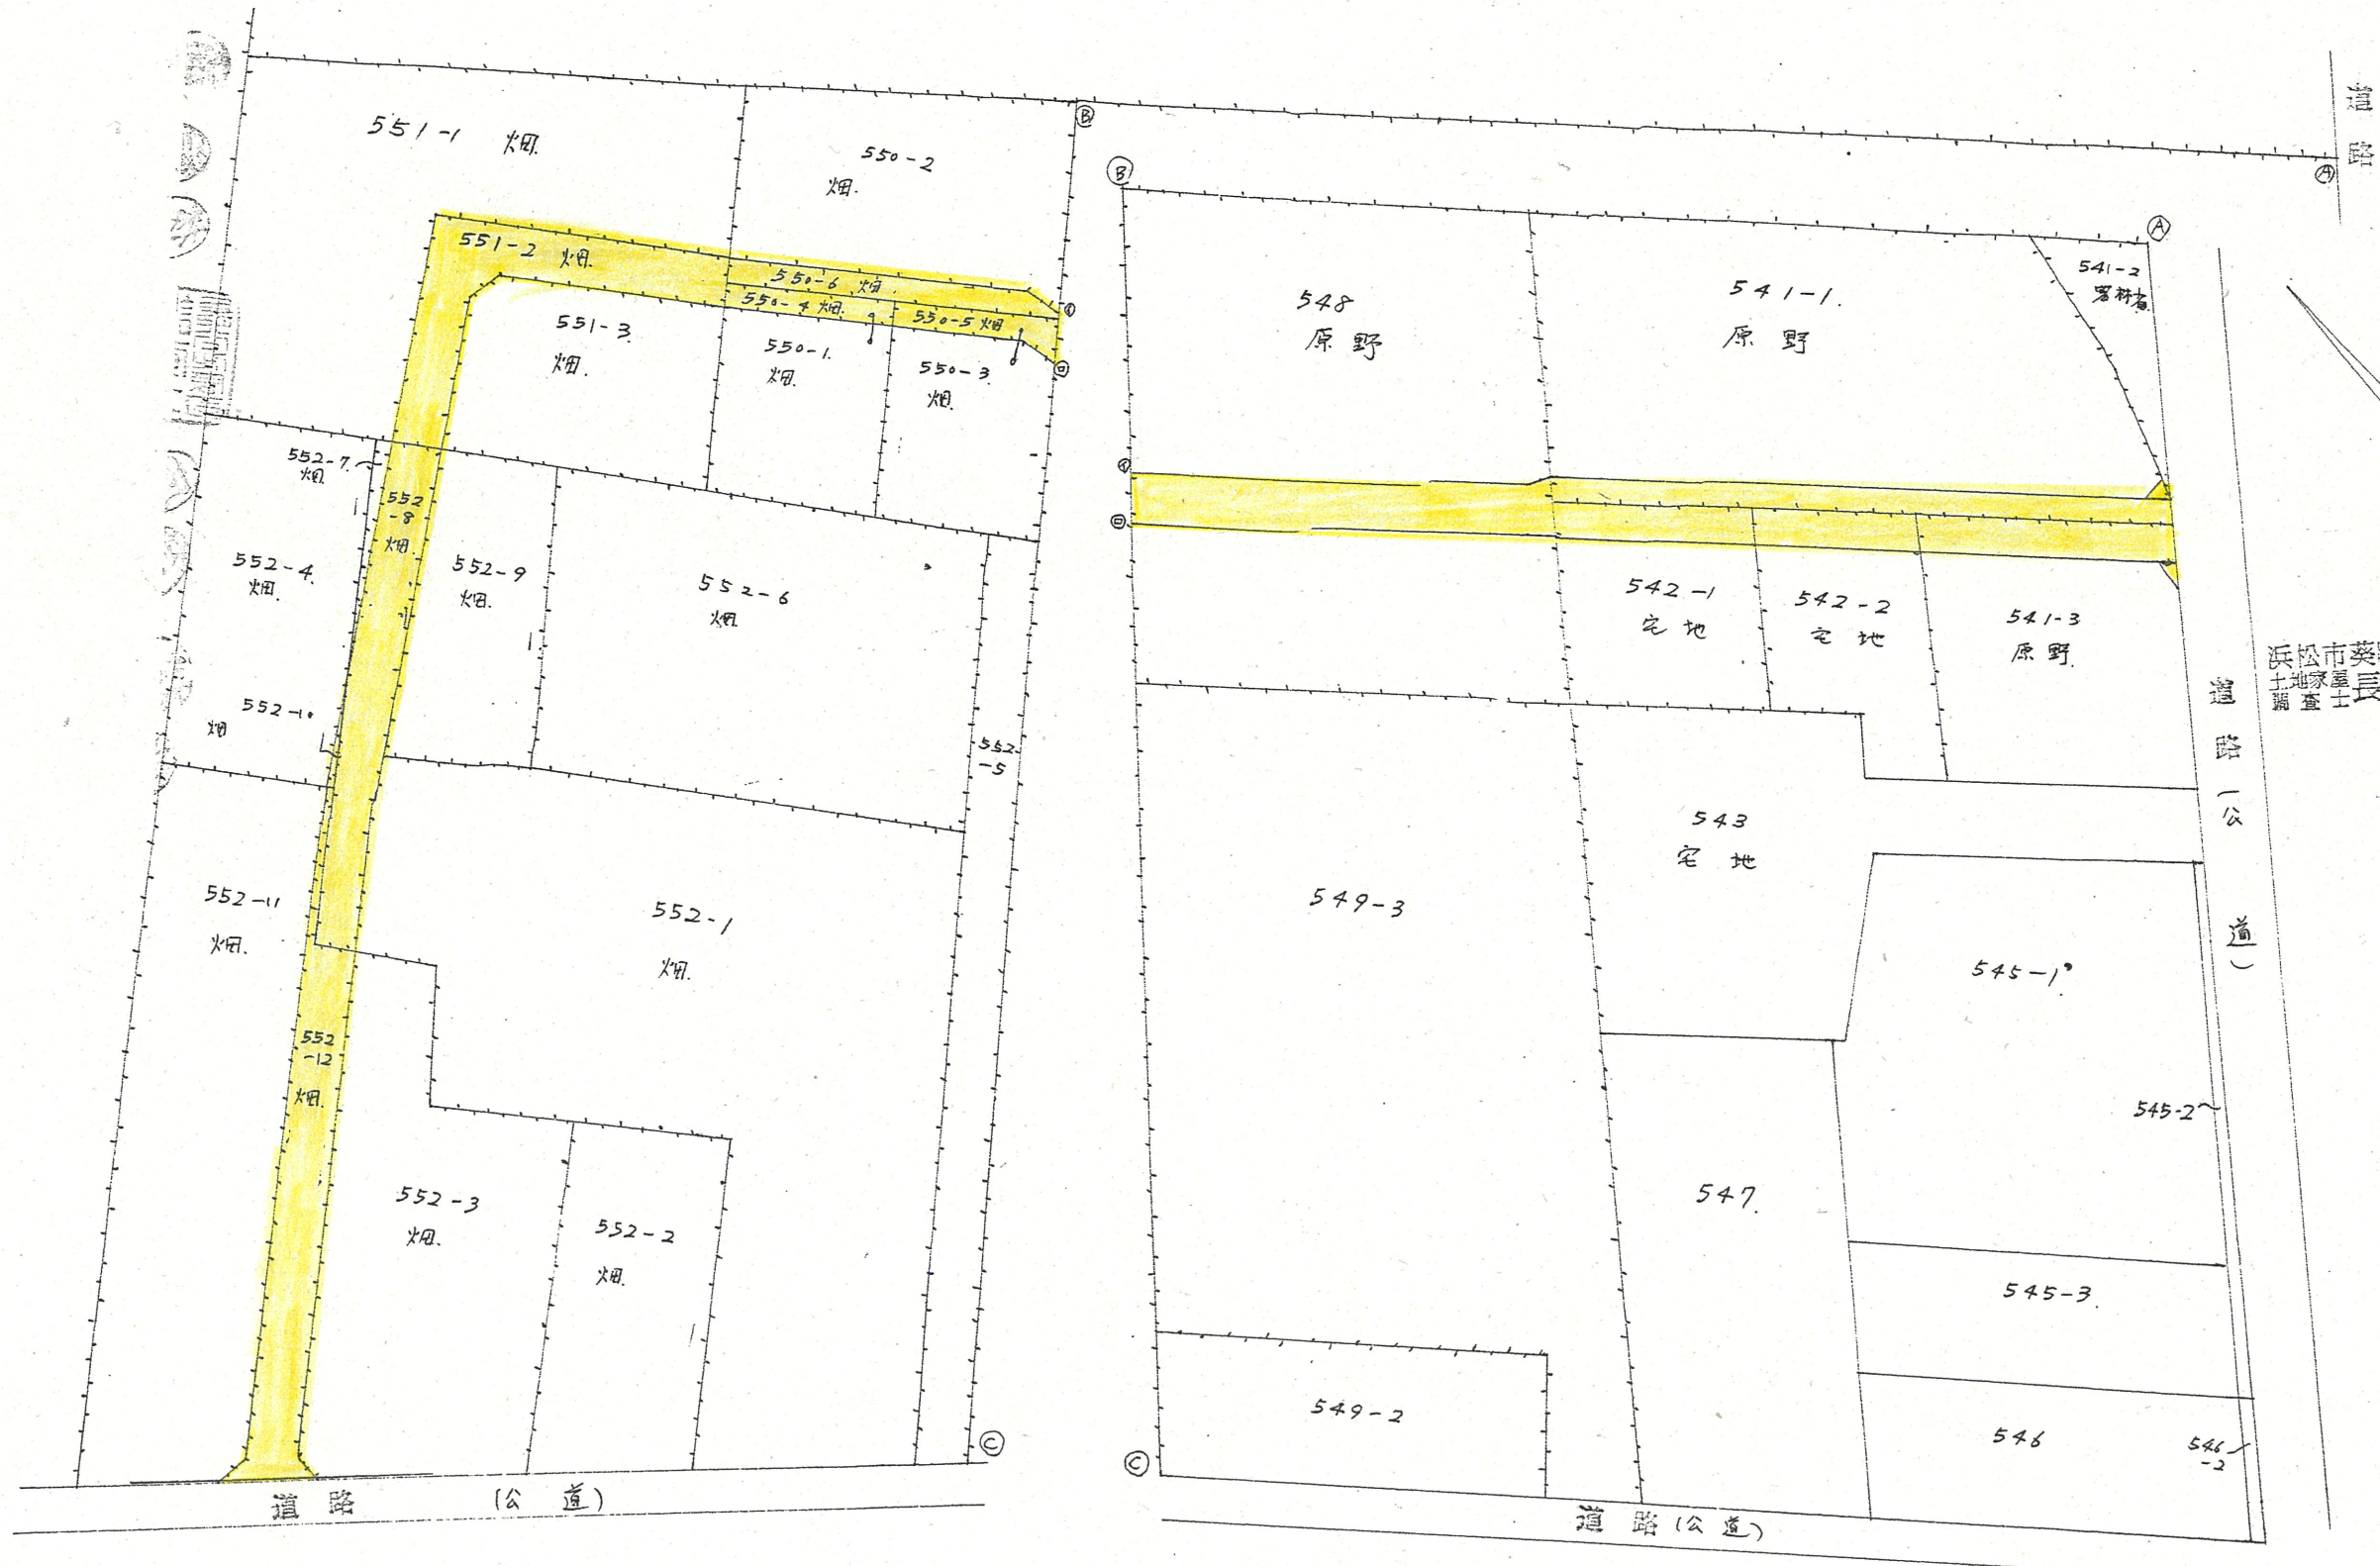 551-1 畑.
550-2
畑.
Ⓑ
551-2 畑.
550-6 畑.
550-4 畑.
550-5 畑
551-3
畑.
550-1.
畑.
550-3.
畑.
552-7.
畑.
552
-8
畑.
552-4.
畑.
552-9
畑.
552-6
畑.
552-10
畑
552
-5
552-11
畑.
552-1
畑.
552
-12
畑.
552-3
畑.
552-2
畑.
Ⓒ
道路 (公道)
道路
Ⓐ
Ⓑ
Ⓐ
548
原野
541-1.
原野
541-2
542-1
宅地
542-2
宅地
541-3
原野.
543
宅地
549-3
545-1
545-2
547.
545-3.
549-2
546
546
-2
Ⓒ
道路(公道)
道路(公道)
浜松市葵
土地家屋
調査士
長